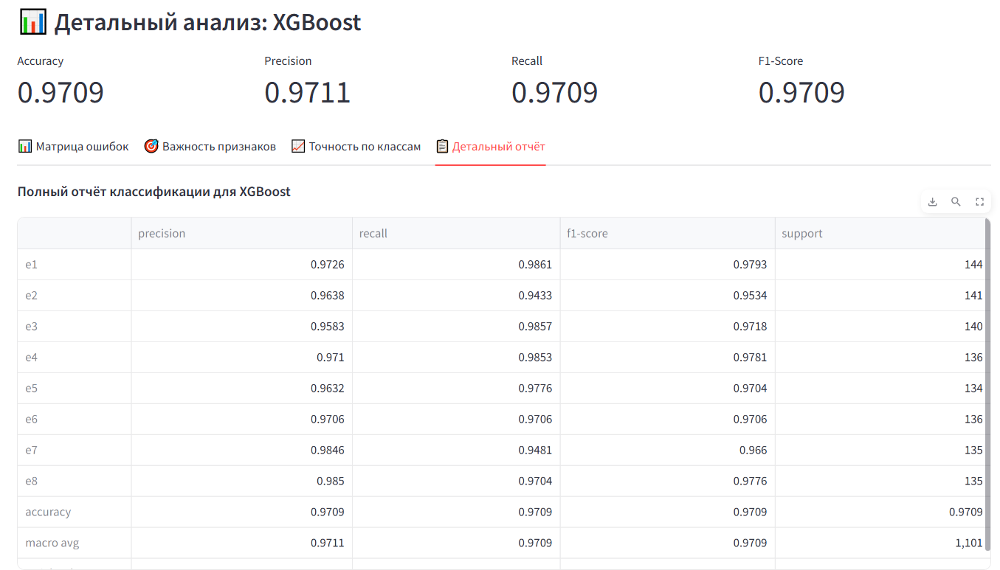 Детальный анализ: XGBoost
Accuracy Precision Recall F1-Score
0.9709 0.9711 0.9709 0.9709
Матрица ошибок Важность признаков Точность по классам Детальный отчёт
Полный отчёт классификации для XGBoost
precision recall f1-score support
e1 0.9726 0.9861 0.9793 144
e2 0.9638 0.9433 0.9534 141
e3 0.9583 0.9857 0.9718 140
e4 0.971 0.9853 0.9781 136
e5 0.9632 0.9776 0.9704 134
e6 0.9706 0.9706 0.9706 136
e7 0.9846 0.9481 0.966 135
e8 0.985 0.9704 0.9776 135
accuracy 0.9709 0.9709 0.9709 0.9709
macro avg 0.9711 0.9709 0.9709 1,101